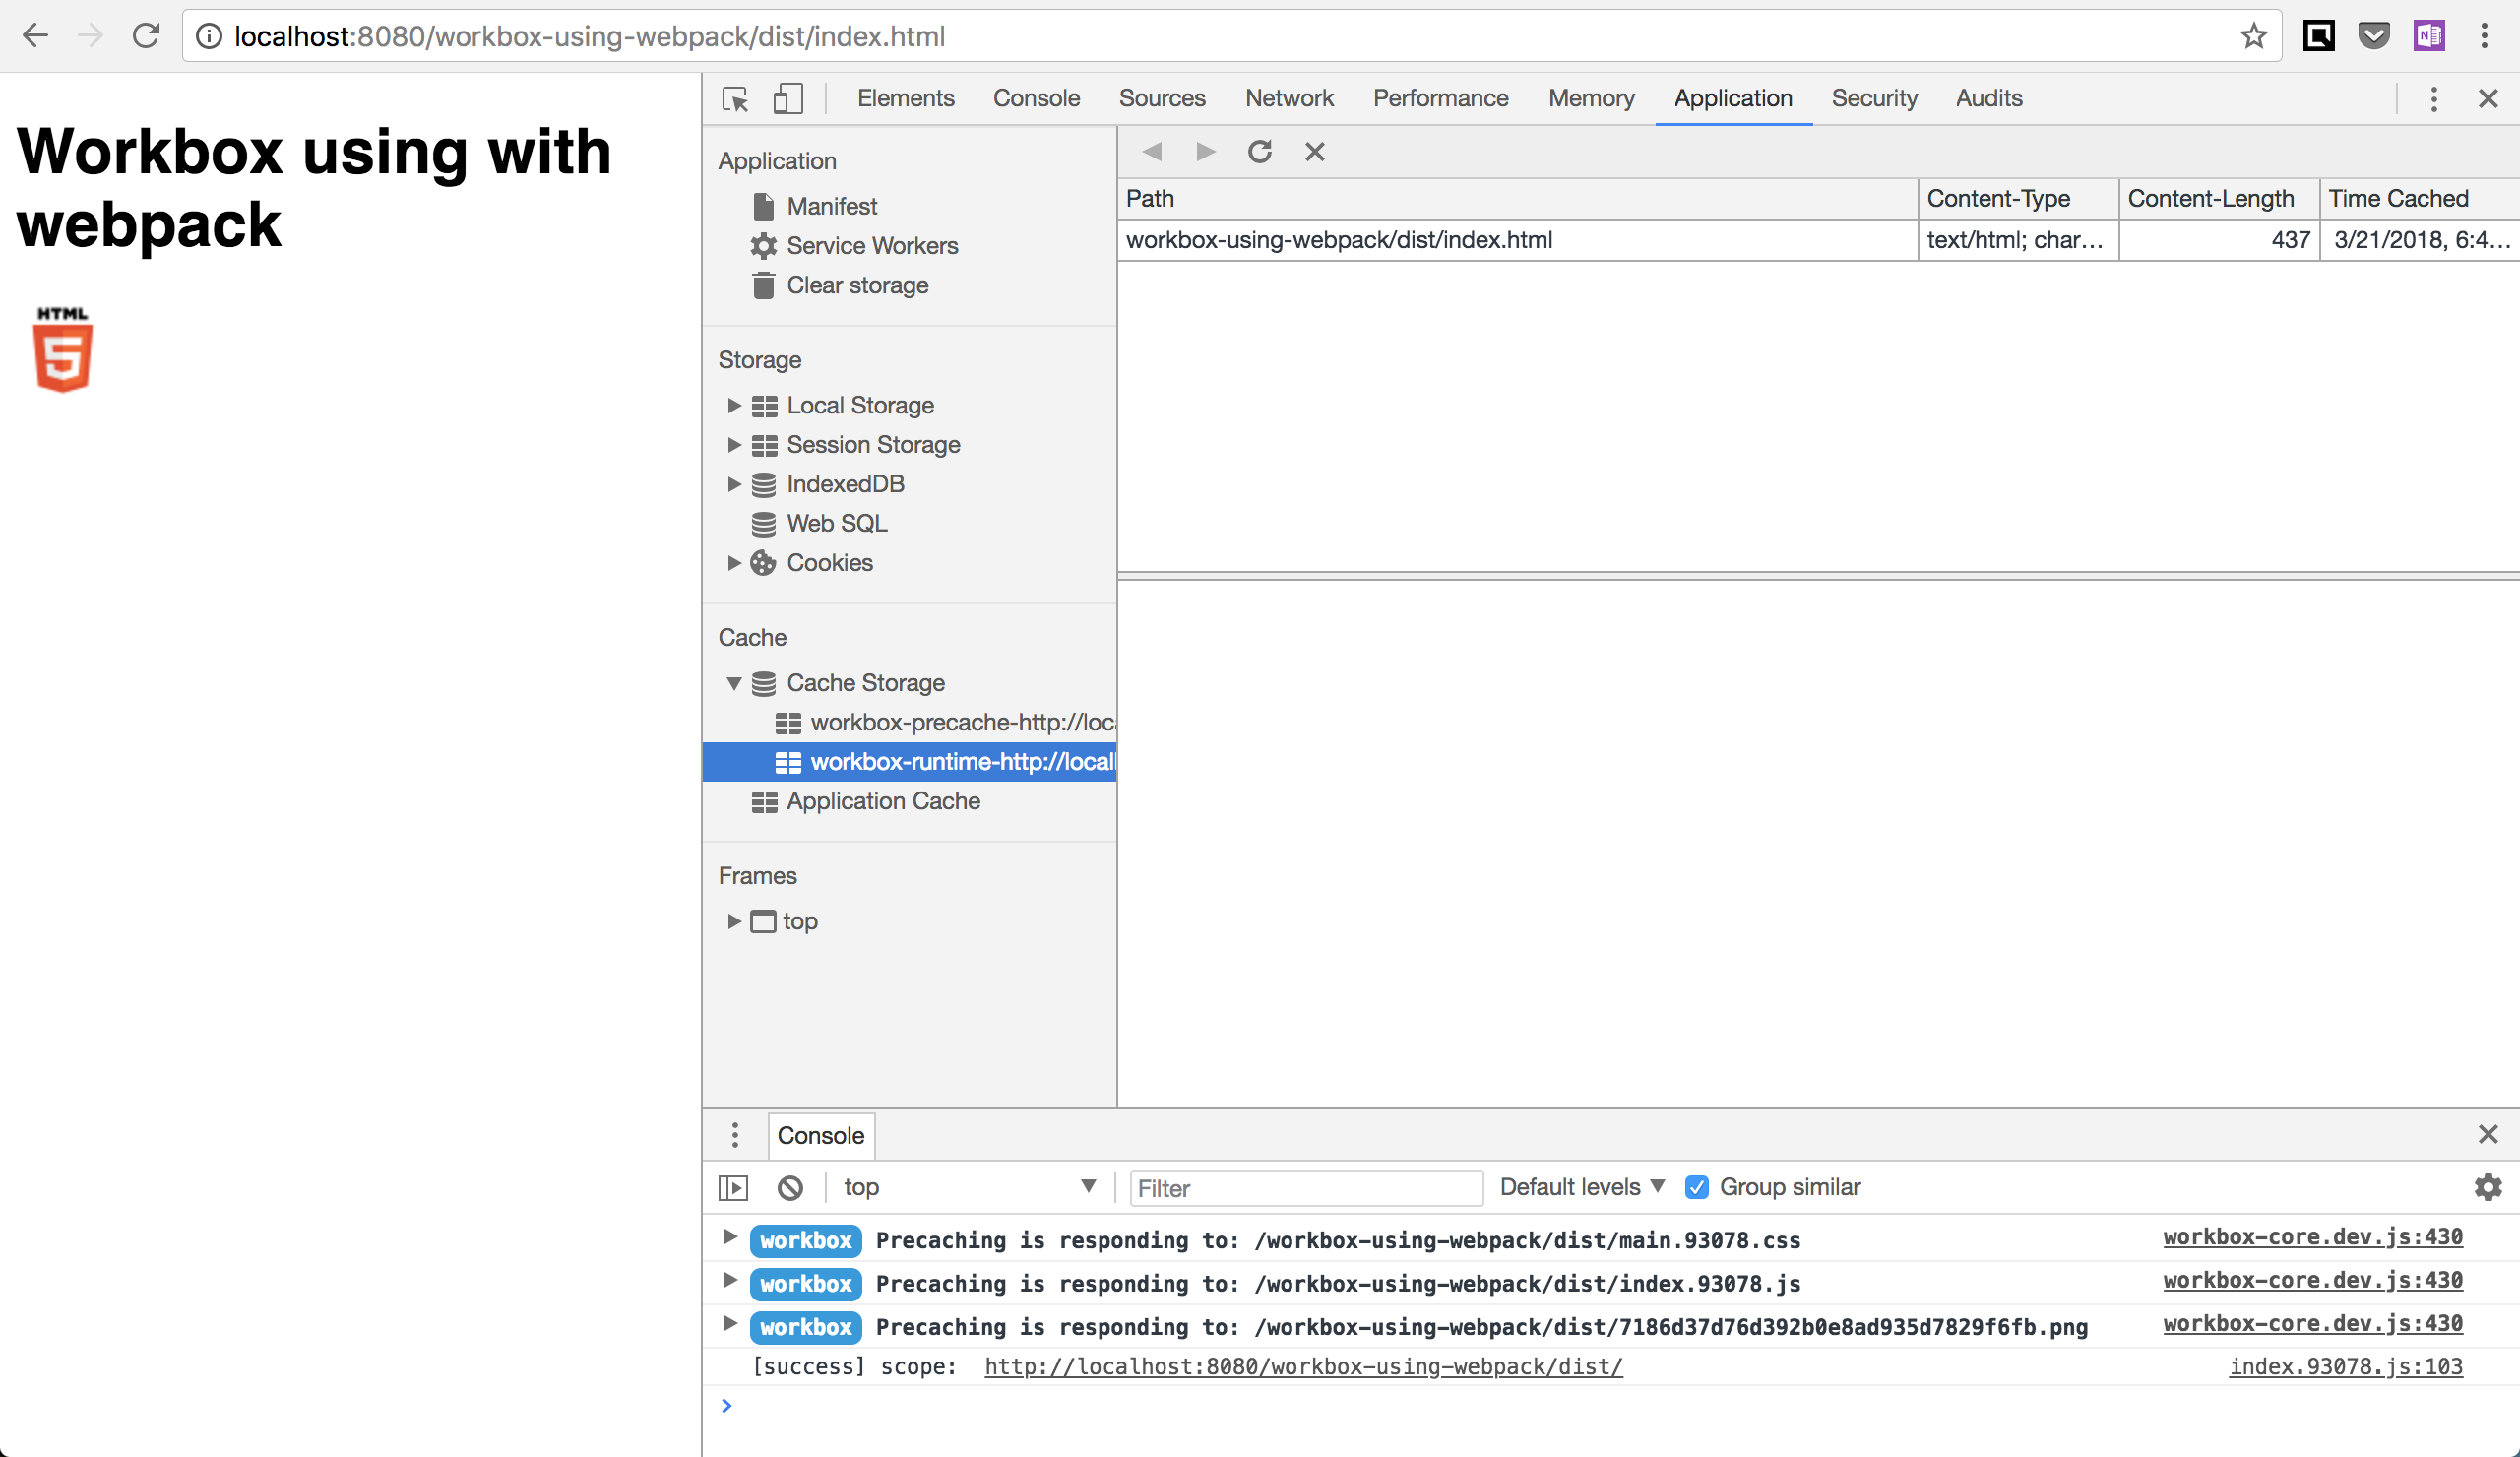 localhost:8080/workbox-using-webpack/dist/index.html
N
Workbox using with
webpack
HTML
5
Elements Console Sources Network Performance Memory Application Security Audits
Application
Manifest
Service Workers
Clear storage
Storage
Local Storage
Session Storage
IndexedDB
Web SQL
Cookies
Cache
Cache Storage
workbox-precache-http://loc
workbox-runtime-http://local
Application Cache
Frames
top
Path Content-Type Content-Length Time Cached
workbox-using-webpack/dist/index.html text/html; char… 437 3/21/2018, 6:4…
Console
top Filter Default levels Group similar
workbox Precaching is responding to: /workbox-using-webpack/dist/main.93078.css workbox-core.dev.js:430
workbox Precaching is responding to: /workbox-using-webpack/dist/index.93078.js workbox-core.dev.js:430
workbox Precaching is responding to: /workbox-using-webpack/dist/7186d37d76d392b0e8ad935d7829f6fb.png workbox-core.dev.js:430
[success] scope: http://localhost:8080/workbox-using-webpack/dist/ index.93078.js:103